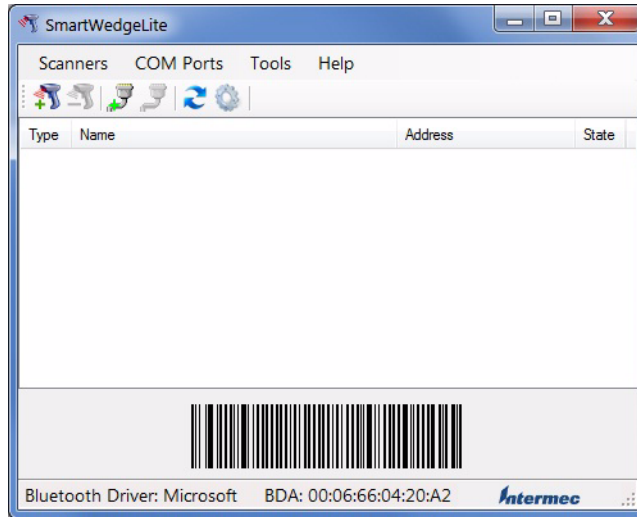 SmartWedgeLite
Scanners COM Ports Tools Help
Type Name Address State
Bluetooth Driver: Microsoft BDA: 00:06:66:04:20:A2 Intermec